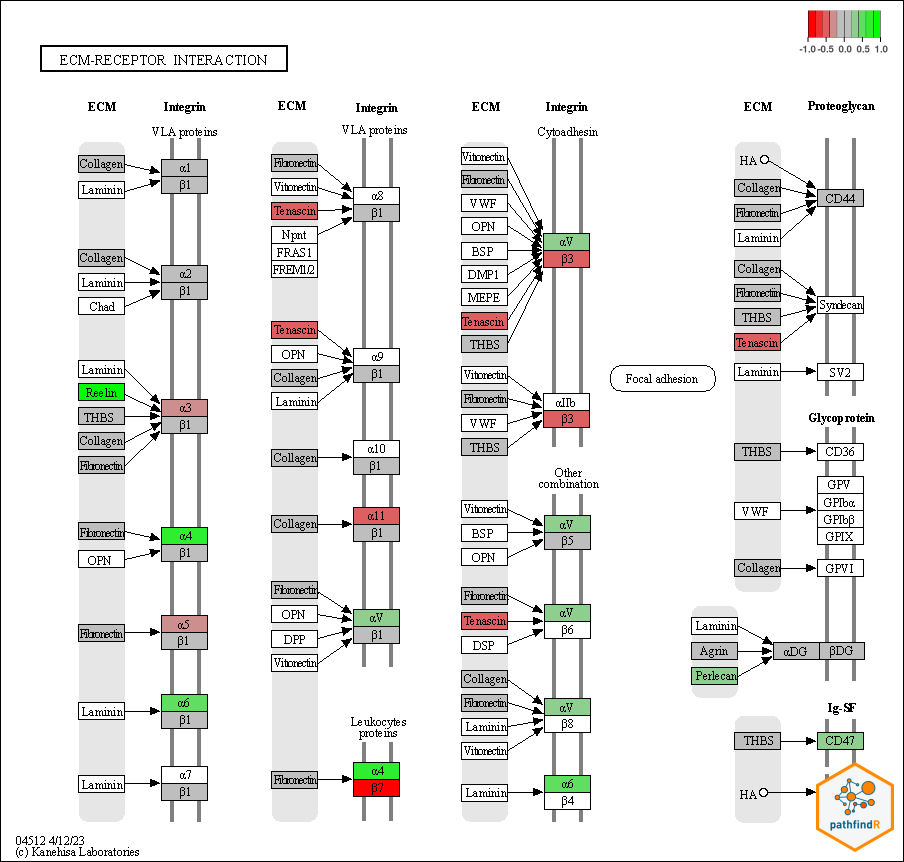 -1.0 -0.5 0.0 0.5 1.0
ECM-RECEPTOR INTERACTION
ECM
Integrin
VLA proteins
Collagen
Laminin
α1
β1
Collagen
Laminin
Chad
α2
β1
Laminin
Reelin
THBS
Collagen
Fibronectin
α3
β1
Fibronectin
OPN
α4
β1
Fibronectin
α5
β1
Laminin
α6
β1
Laminin
α7
β1
ECM
Integrin
VLA proteins
Fibronectin
Vitronectin
Tenascin
Npnt
FRAS1
FREM1/2
α8
β1
Tenascin
OPN
Collagen
Laminin
α9
β1
Collagen
α10
β1
Collagen
α11
β1
Fibronectin
OPN
DPP
Vitronectin
αV
β1
Leukocytes
proteins
Fibronectin
α4
β7
ECM
Integrin
Cytoadhesin
Vitronectin
Fibronectin
VWF
OPN
BSP
DMP1
MEPE
Tenascin
THBS
αV
β3
Vitronectin
Fibronectin
VWF
THBS
αIIb
β3
Other
combination
Vitronectin
BSP
OPN
αV
β5
Fibronectin
Tenascin
DSP
αV
β6
Collagen
Fibronectin
Laminin
Vitronectin
αV
β8
Laminin
α6
β4
Focal adhesion
ECM
Proteoglycan
HA
Collagen
Fibronectin
Laminin
CD44
Collagen
Fibronectin
THBS
Tenascin
Syndecan
Laminin
SV2
Glycoprotein
THBS
CD36
VWF
GPV
GPIbα
GPIbβ
GPIX
Collagen
GPVI
Laminin
Agrin
Perlecan
αDG
βDG
Ig-SF
THBS
CD47
HA
pathfindR
04512 4/12/23
(c) Kanehisa Laboratories